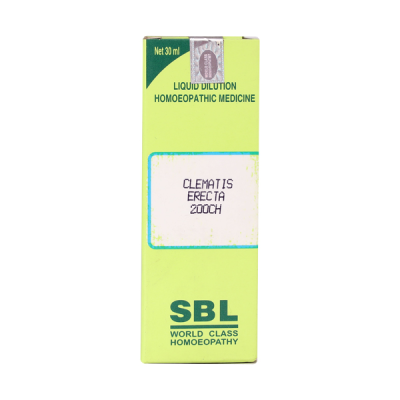 Net 30 ml
LIQUID DILUTION
HOMOEOPATHIC MEDICINE
CLEMATIS
ERECTA
200CH
SBL
WORLD CLASS
HOMOEOPATHY